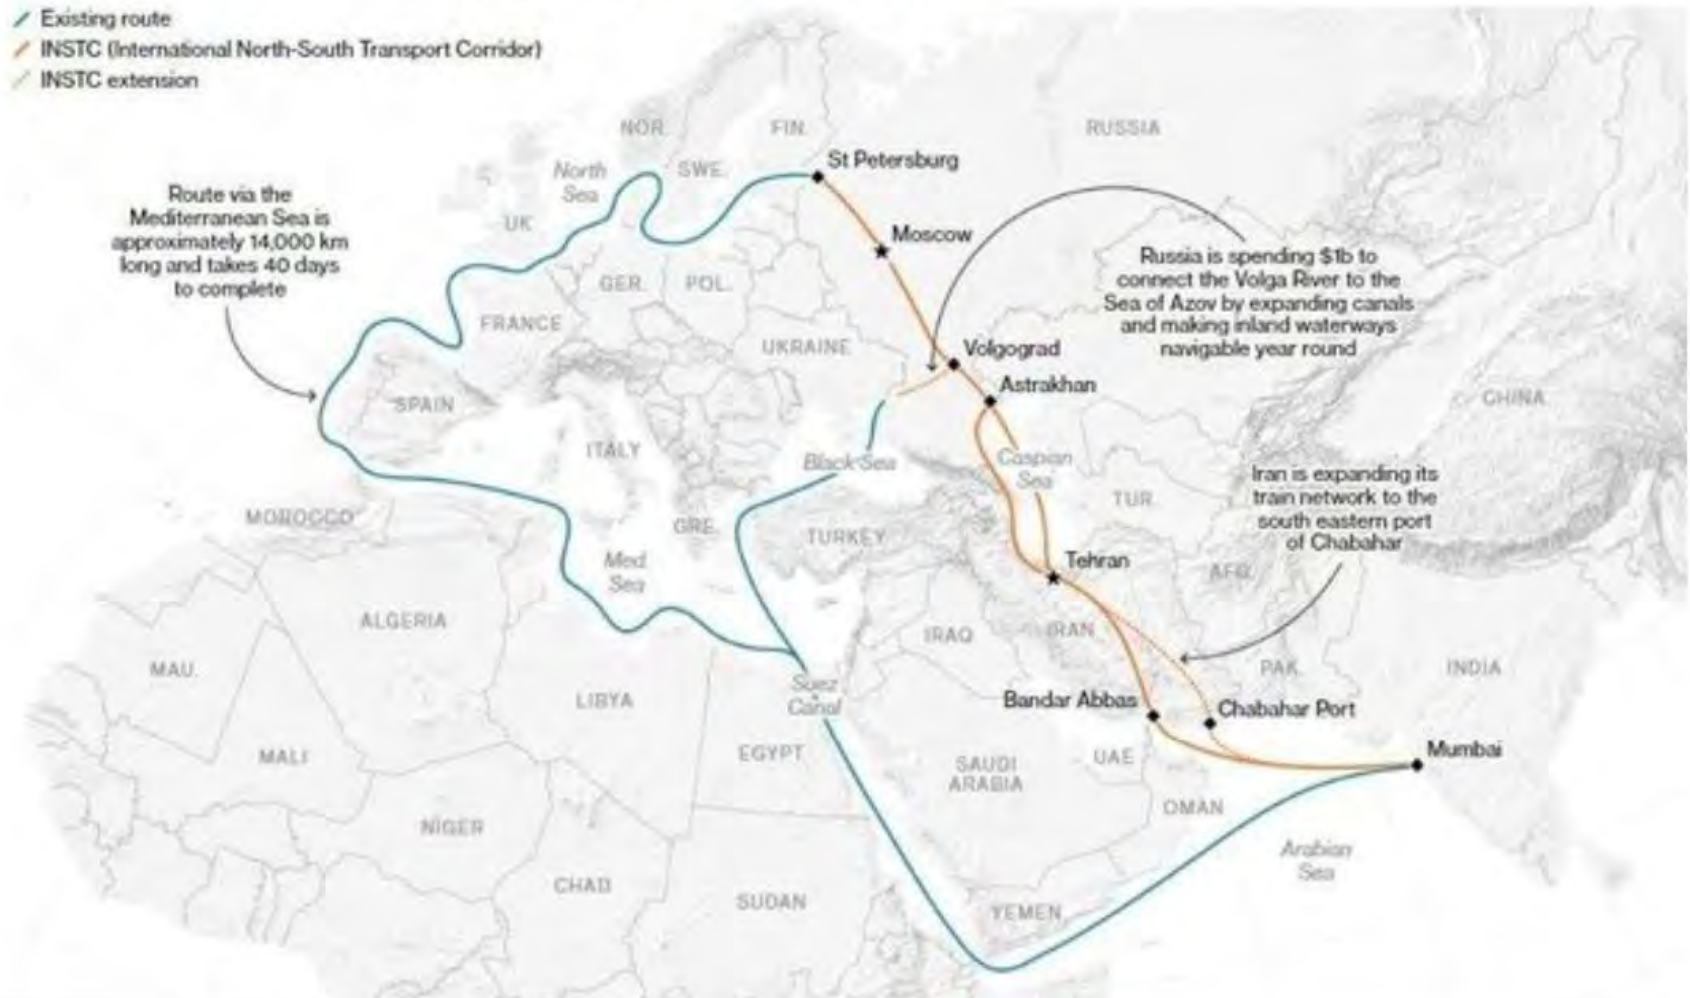 Existing route
INSTC (International North-South Transport Corridor)
INSTC extension
NOR.
FIN.
RUSSIA
North
Sea
SWE.
St Petersburg
Route via the
Mediterranean Sea is
approximately 14,000 km
long and takes 40 days
to complete
UK
Moscow
Russia is spending $1b to
connect the Volga River to the
Sea of Azov by expanding canals
and making inland waterways
navigable year round
GER.
POL.
FRANCE
UKRAINE
Volgograd
Astrakhan
SPAIN
CHINA
ITALY
Black Sea
Caspian
Sea
TUR.
Iran is expanding its
train network to the
south eastern port
of Chabahar
MOROCCO
GRE.
TURKEY
Med.
Sea
Tehran
AFG.
ALGERIA
IRAQ
IRAN
MAU.
PAK.
INDIA
LIBYA
Suez
Canal
Bandar Abbas
Chabahar Port
MALI
EGYPT
SAUDI
ARABIA
UAE
Mumbai
OMAN
NIGER
Arabian
Sea
CHAD
SUDAN
YEMEN